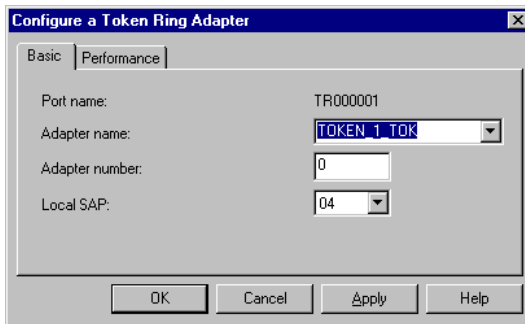 Configure a Token Ring Adapter
Basic Performance
Port name: TR000001
Adapter name: TOKEN_1_TOK
Adapter number: 0
Local SAP: 04
OK Cancel Apply Help